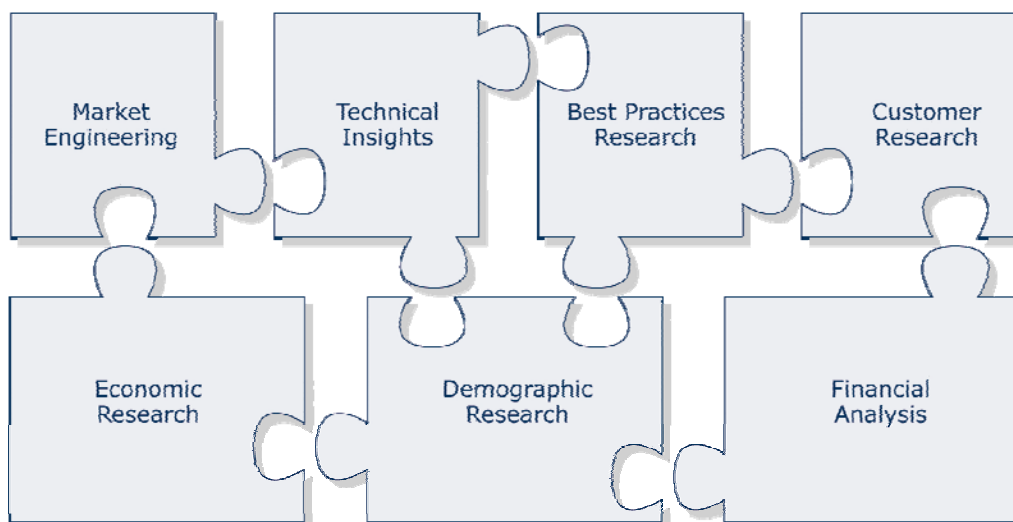 Market
Engineering
Technical
Insights
Best Practices
Research
Customer
Research
Economic
Research
Demographic
Research
Financial
Analysis